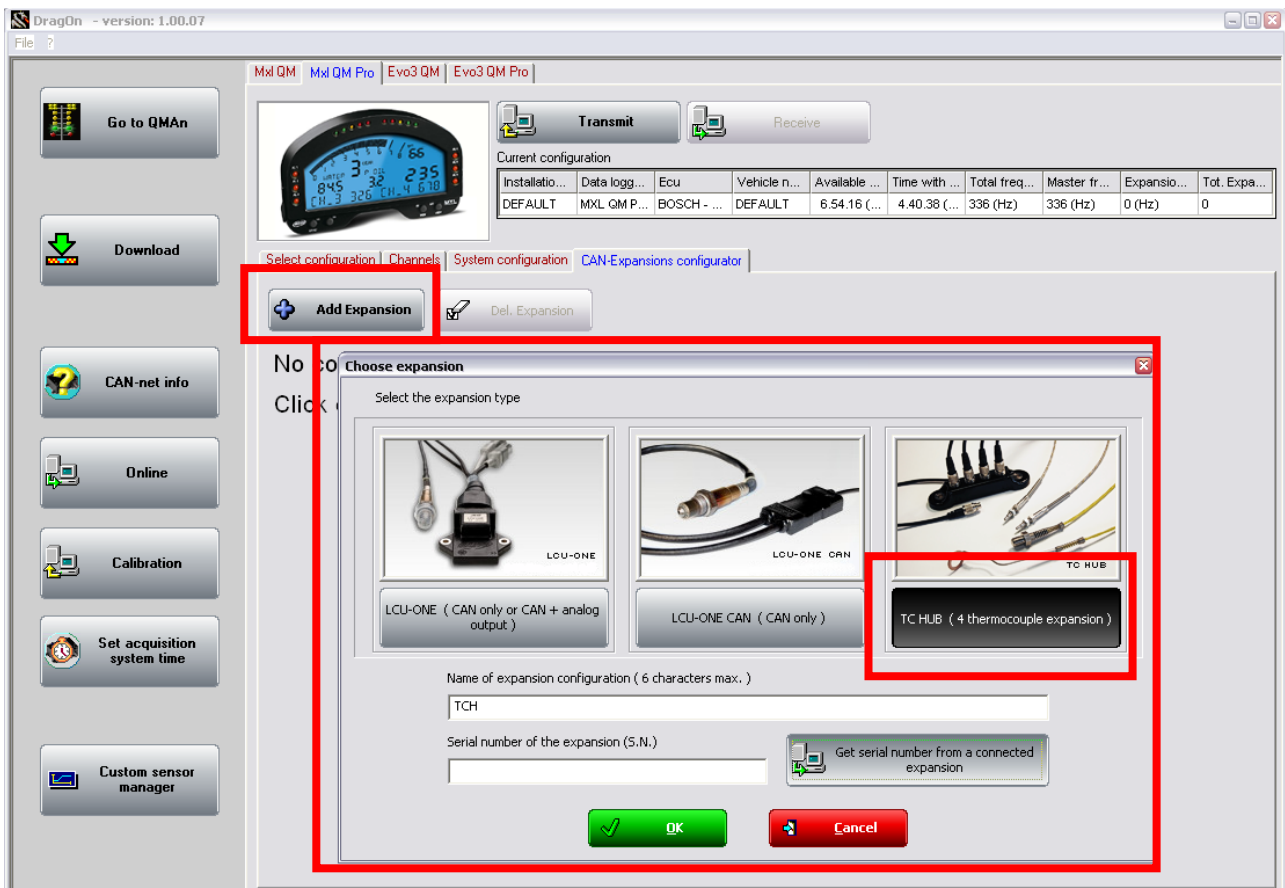 DragOn - version: 1.00.07
File ?
Mxl QM Mxl QM Pro Evo3 QM Evo3 QM Pro
Go to QMAn
Download
CAN-net info
Online
Calibration
Set acquisition
system time
Custom sensor
manager
Transmit
Receive
Current configuration
Installatio... Data logg... Ecu Vehicle n... Available ... Time with ... Total freq... Master fr... Expansio... Tot. Expa...
DEFAULT MXL QM P... BOSCH - ... DEFAULT 6.54.16 (... 4.40.38 (... 336 (Hz) 336 (Hz) 0 (Hz) 0
Select configuration Channels System configuration CAN-Expansions configurator
Add Expansion
Del. Expansion
No co
Click
Choose expansion
Select the expansion type
LCU-ONE
LCU-ONE CAN
TC HUB
LCU-ONE ( CAN only or CAN + analog
output )
LCU-ONE CAN ( CAN only )
TC HUB ( 4 thermocouple expansion )
Name of expansion configuration ( 6 characters max. )
TCH
Serial number of the expansion (S.N.)
Get serial number from a connected
expansion
OK
Cancel